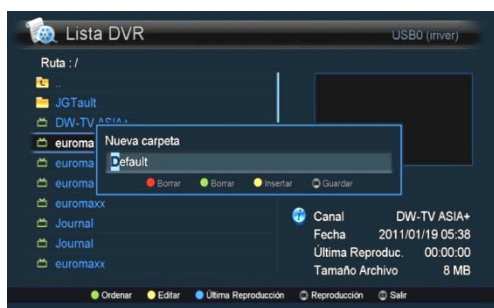 Lista DVR
USB0 (iriver)
Ruta : /
..
JGTault
DW-TV ASIA+
euroma
Nueva carpeta
Default
Borrar Borrar Insertar Guardar
euroma
euroma
euromaxx
Journal
Journal
euromaxx
Canal DW-TV ASIA+
Fecha 2011/01/19 05:38
Última Reproduc. 00:00:00
Tamaño Archivo 8 MB
Ordenar Editar Última Reproducción Reproducción Salir